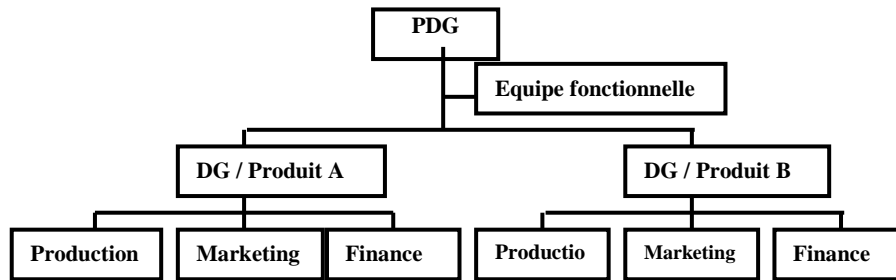 PDG
Equipe fonctionnelle
DG / Produit A
DG / Produit B
Production
Marketing
Finance
Productio
Marketing
Finance